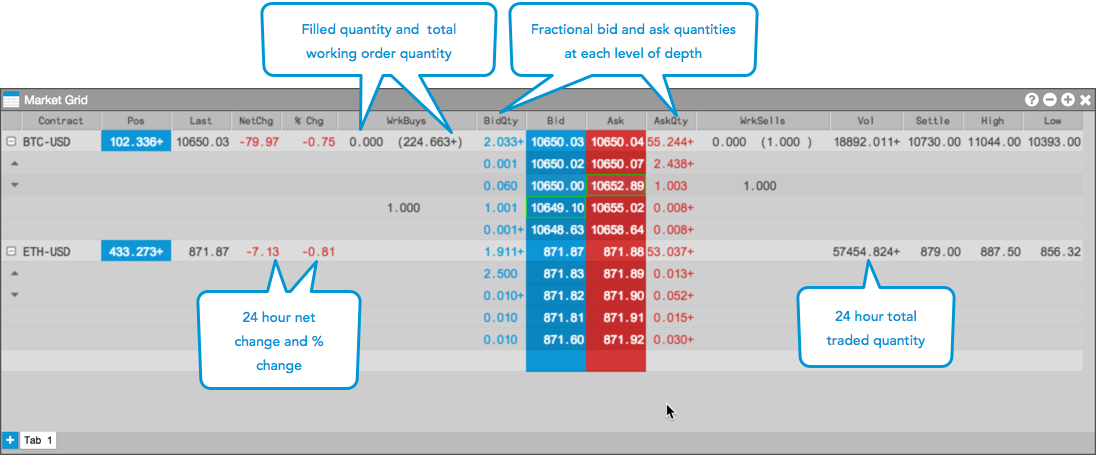 Filled quantity and total
working order quantity
Fractional bid and ask quantities
at each level of depth
Market Grid
Contract Pos Last NetChg % Chg WrkBuys BidQty Bid Ask AskQty WrkSells Vol Settle High Low
BTC-USD 102.336+ 10650.03 -79.97 -0.75 0.000 (224.663+) 2.033+ 10650.03 10650.04 55.244+ 0.000 (1.000 ) 18892.011+ 10730.00 11044.00 10393.00
0.001 10650.02 10650.07 2.438+
0.060 10650.00 10652.89 1.003 1.000
1.000 1.001 10649.10 10655.02 0.008+
0.001+ 10648.63 10658.64 0.008+
ETH-USD 433.273+ 871.87 -7.13 -0.81 1.911+ 871.87 871.88 53.037+ 57454.824+ 879.00 887.50 856.32
2.500 871.83 871.89 0.013+
0.010+ 871.82 871.90 0.052+
0.010 871.81 871.91 0.015+
0.010 871.60 871.92 0.030+
24 hour net
change and %
change
24 hour total
traded quantity
Tab 1